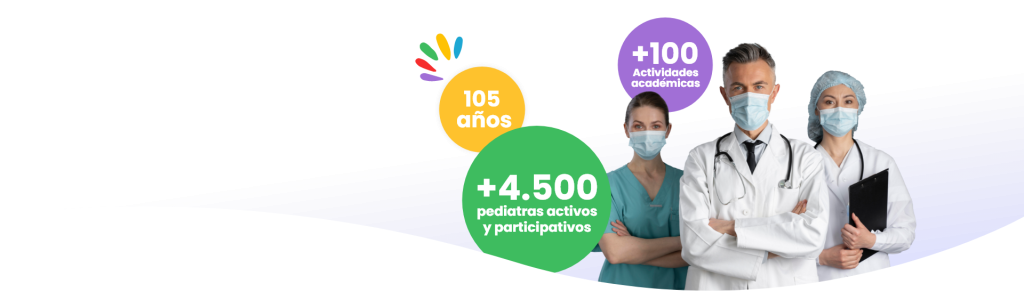 +100
Actividades
académicas
105
años
+4.500
pediatras activos
y participativos